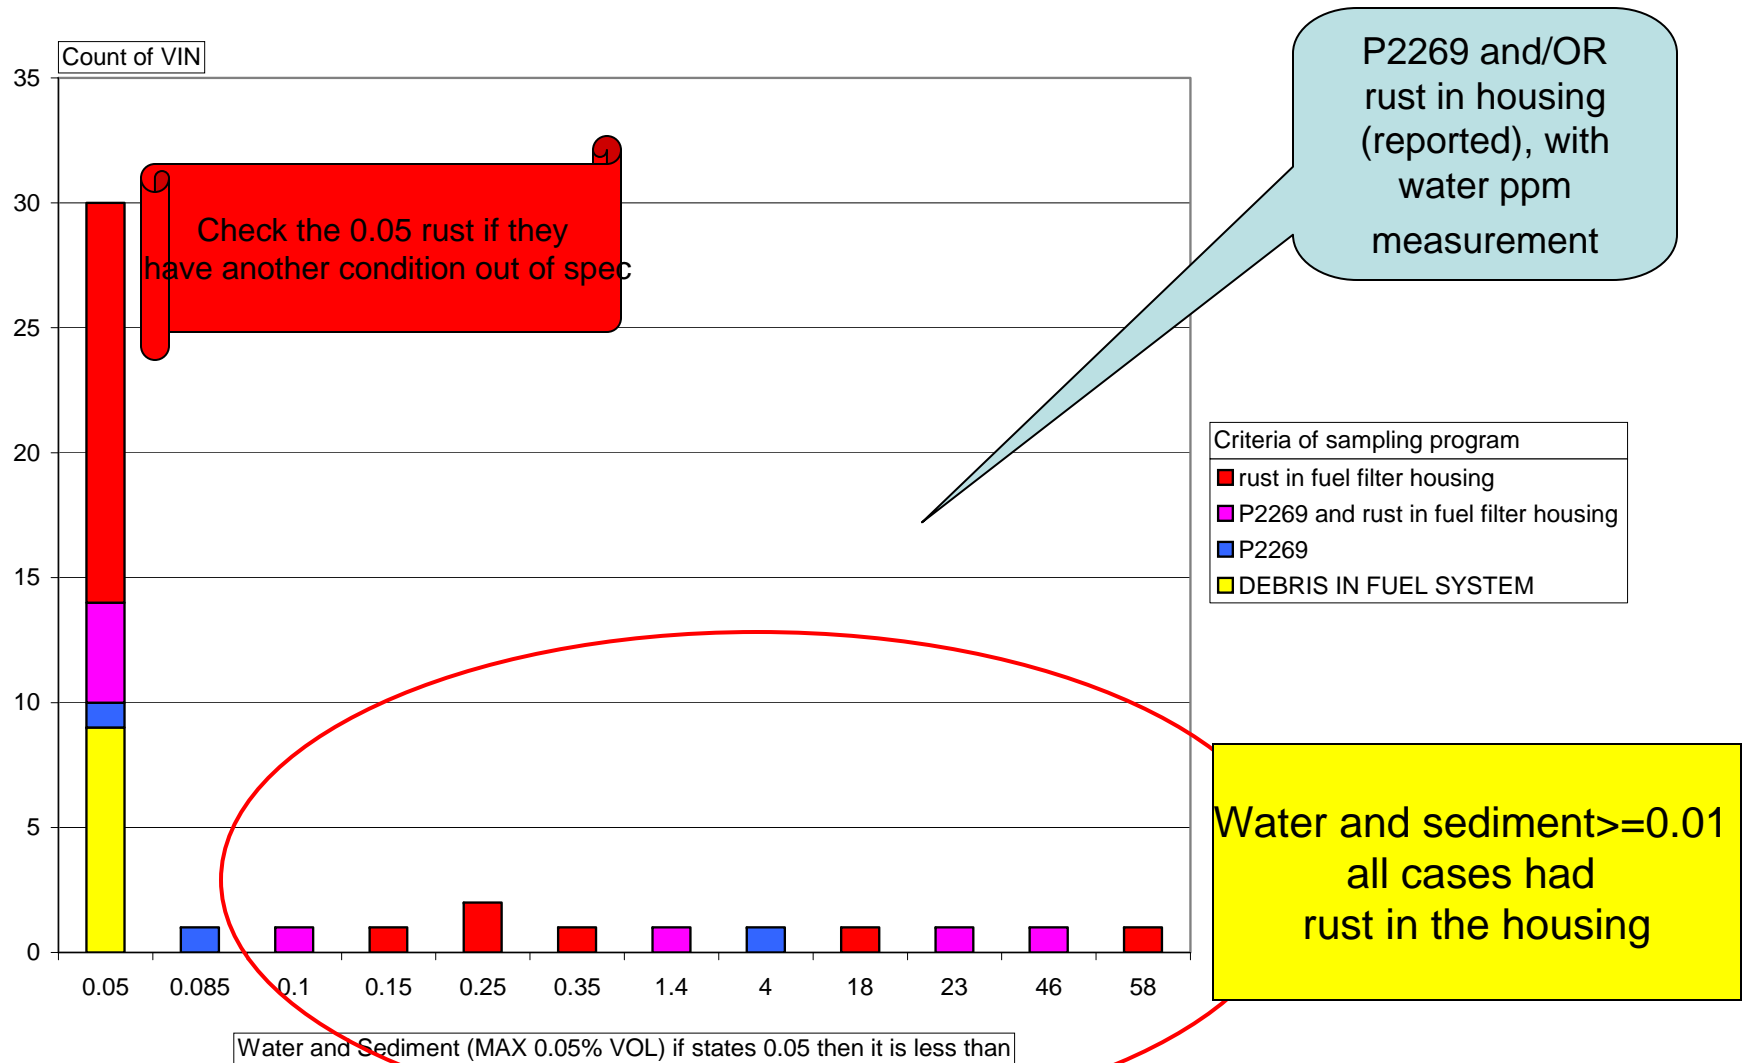 Count of VIN
35
30
25
20
15
10
5
0
Check the 0.05 rust if they
have another condition out of spec
P2269 and/OR
rust in housing
(reported), with
water ppm
measurement
Criteria of sampling program
rust in fuel filter housing
P2269 and rust in fuel filter housing
P2269
DEBRIS IN FUEL SYSTEM
Water and sediment>=0.01
all cases had
rust in the housing
0.05 0.085 0.1 0.15 0.25 0.35 1.4 4 18 23 46 58
Water and Sediment (MAX 0.05% VOL) if states 0.05 then it is less than